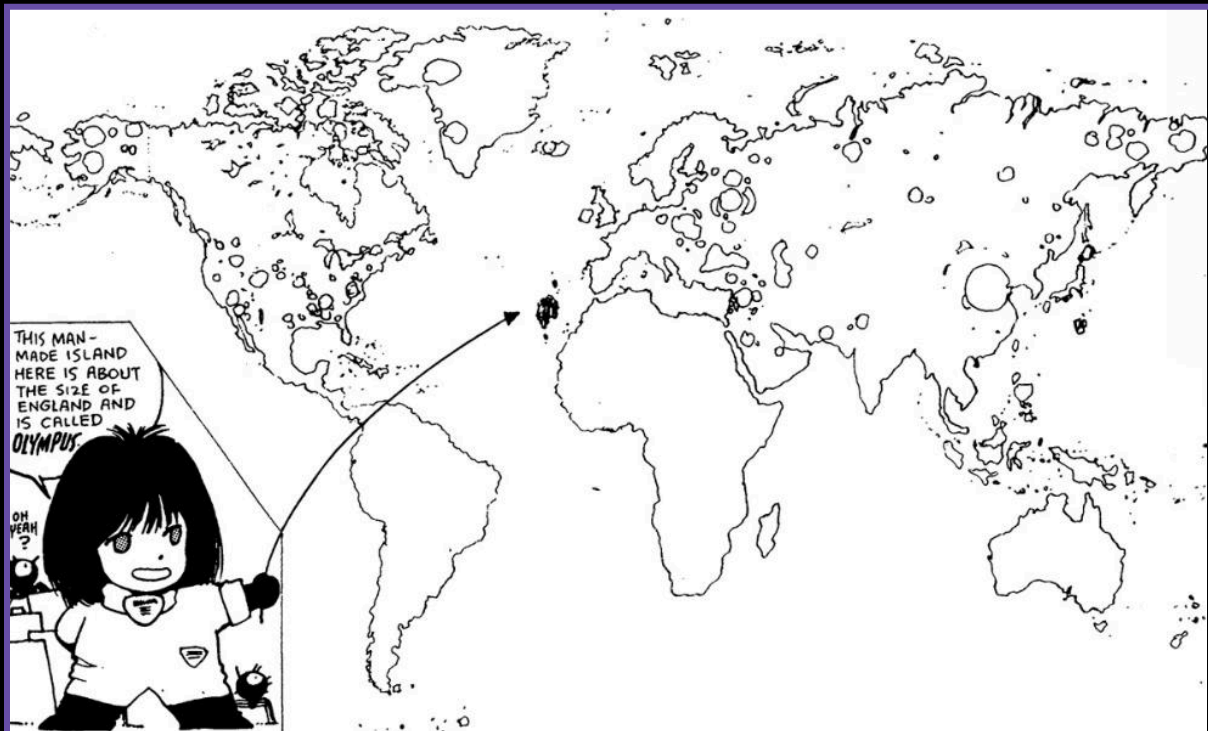 THIS MAN-
MADE ISLAND
HERE IS ABOUT
THE SIZE OF
ENGLAND AND
IS CALLED
OLYMPUS.
OH
YEAH
?